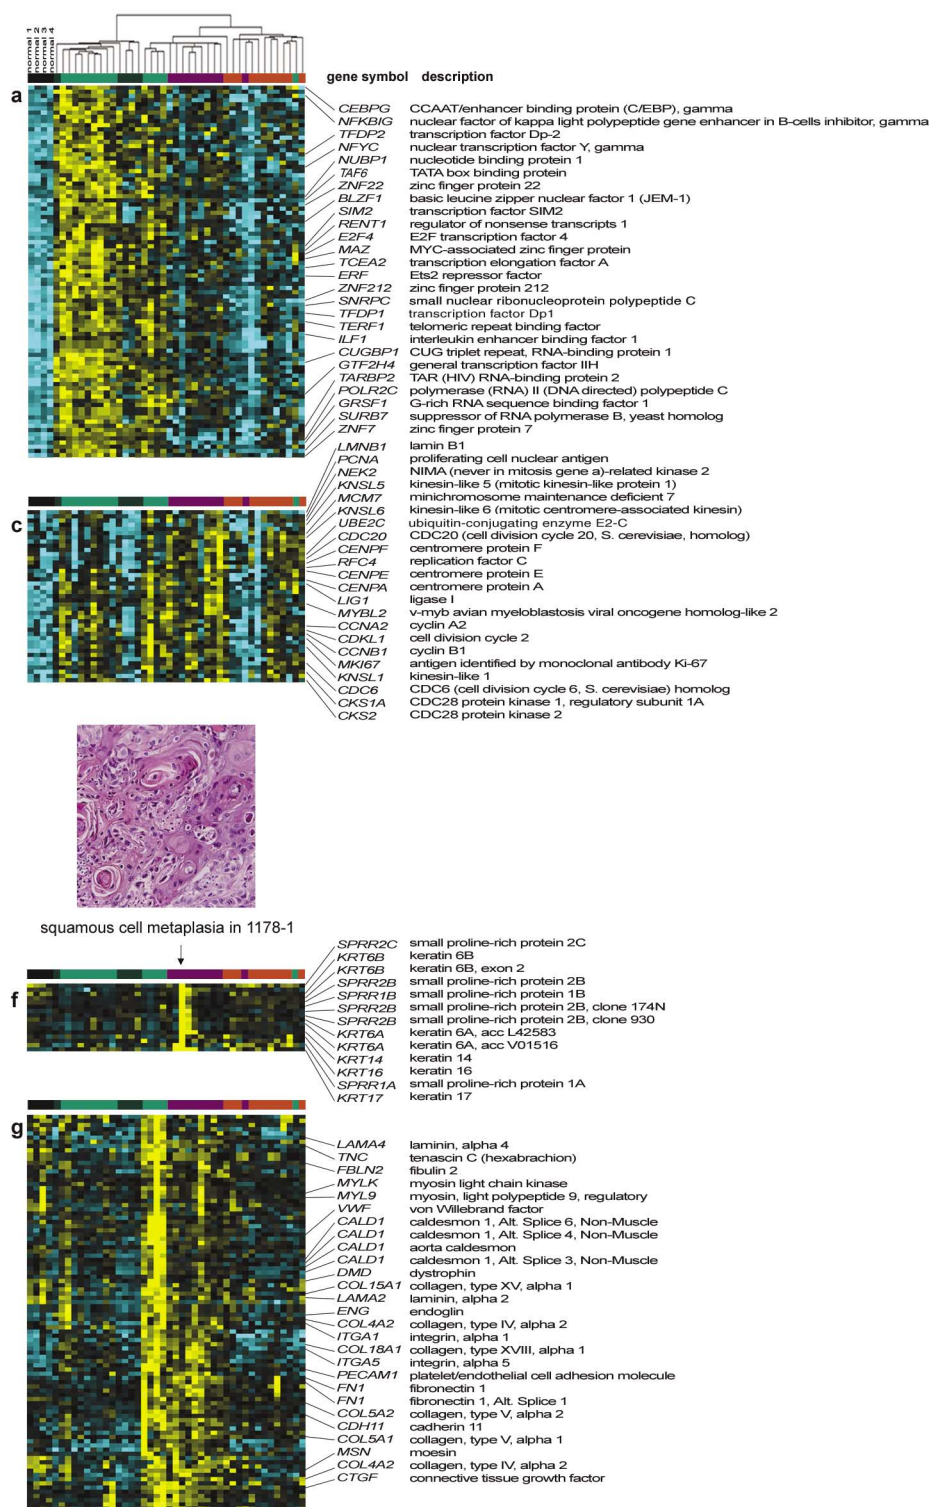 normal 1
normal 2
normal 3
normal 4
gene symbol description
a
CEBPG CCAAT/enhancer binding protein (C/EBP), gamma
NFKBIG nuclear factor of kappa light polypeptide gene enhancer in B-cells inhibitor, gamma
TFDP2 transcription factor Dp-2
NFYC nuclear transcription factor Y, gamma
NUBP1 nucleotide binding protein 1
TAF6 TATA box binding protein
ZNF22 zinc finger protein 22
BLZF1 basic leucine zipper nuclear factor 1 (JEM-1)
SIM2 transcription factor SIM2
RENT1 regulator of nonsense transcripts 1
E2F4 E2F transcription factor 4
MAZ MYC-associated zinc finger protein
TCEA2 transcription elongation factor A
ERF Ets2 repressor factor
ZNF212 zinc finger protein 212
SNRPC small nuclear ribonucleoprotein polypeptide C
TFDP1 transcription factor Dp1
TERF1 telomeric repeat binding factor
ILF1 interleukin enhancer binding factor 1
CUGBP1 CUG triplet repeat, RNA-binding protein 1
GTF2H4 general transcription factor IIH
TARBP2 TAR (HIV) RNA-binding protein 2
POLR2C polymerase (RNA) II (DNA directed) polypeptide C
GRSF1 G-rich RNA sequence binding factor 1
SURB7 suppressor of RNA polymerase B, yeast homolog
ZNF7 zinc finger protein 7
LMNB1 lamin B1
PCNA proliferating cell nuclear antigen
NEK2 NIMA (never in mitosis gene a)-related kinase 2
KNSL5 kinesin-like 5 (mitotic kinesin-like protein 1)
MCM7 minichromosome maintenance deficient 7
KNSL6 kinesin-like 6 (mitotic centromere-associated kinesin)
c
UBE2C ubiquitin-conjugating enzyme E2-C
CDC20 CDC20 (cell division cycle 20, S. cerevisiae, homolog)
CENPF centromere protein F
RFC4 replication factor C
CENPE centromere protein E
CENPA centromere protein A
LIG1 ligase I
MYBL2 v-myb avian myeloblastosis viral oncogene homolog-like 2
CCNA2 cyclin A2
CDKL1 cell division cycle 2
CCNB1 cyclin B1
MKI67 antigen identified by monoclonal antibody Ki-67
KNSL1 kinesin-like 1
CDC6 CDC6 (cell division cycle 6, S. cerevisiae) homolog
CKS1A CDC28 protein kinase 1, regulatory subunit 1A
CKS2 CDC28 protein kinase 2
squamous cell metaplasia in 1178-1
SPRR2C small proline-rich protein 2C
KRT6B keratin 6B
KRT6B keratin 6B, exon 2
SPRR2B small proline-rich protein 2B
f
SPRR1B small proline-rich protein 1B
SPRR2B small proline-rich protein 2B, clone 174N
SPRR2B small proline-rich protein 2B, clone 930
KRT6A keratin 6A, acc L42583
KRT6A keratin 6A, acc V01516
KRT14 keratin 14
KRT16 keratin 16
SPRR1A small proline-rich protein 1A
KRT17 keratin 17
g
LAMA4 laminin, alpha 4
TNC tenascin C (hexabrachion)
FBLN2 fibulin 2
MYLK myosin light chain kinase
MYL9 myosin, light polypeptide 9, regulatory
VWF von Willebrand factor
CALD1 caldesmon 1, Alt. Splice 6, Non-Muscle
CALD1 caldesmon 1, Alt. Splice 4, Non-Muscle
CALD1 aorta caldesmon
CALD1 caldesmon 1, Alt. Splice 3, Non-Muscle
DMD dystrophin
COL15A1 collagen, type XV, alpha 1
LAMA2 laminin, alpha 2
ENG endoglin
COL4A2 collagen, type IV, alpha 2
ITGA1 integrin, alpha 1
COL18A1 collagen, type XVIII, alpha 1
ITGA5 integrin, alpha 5
PECAM1 platelet/endothelial cell adhesion molecule
FN1 fibronectin 1
FN1 fibronectin 1, Alt. Splice 1
COL5A2 collagen, type V, alpha 2
CDH11 cadherin 11
COL5A1 collagen, type V, alpha 1
MSN moesin
COL4A2 collagen, type IV, alpha 2
CTGF connective tissue growth factor